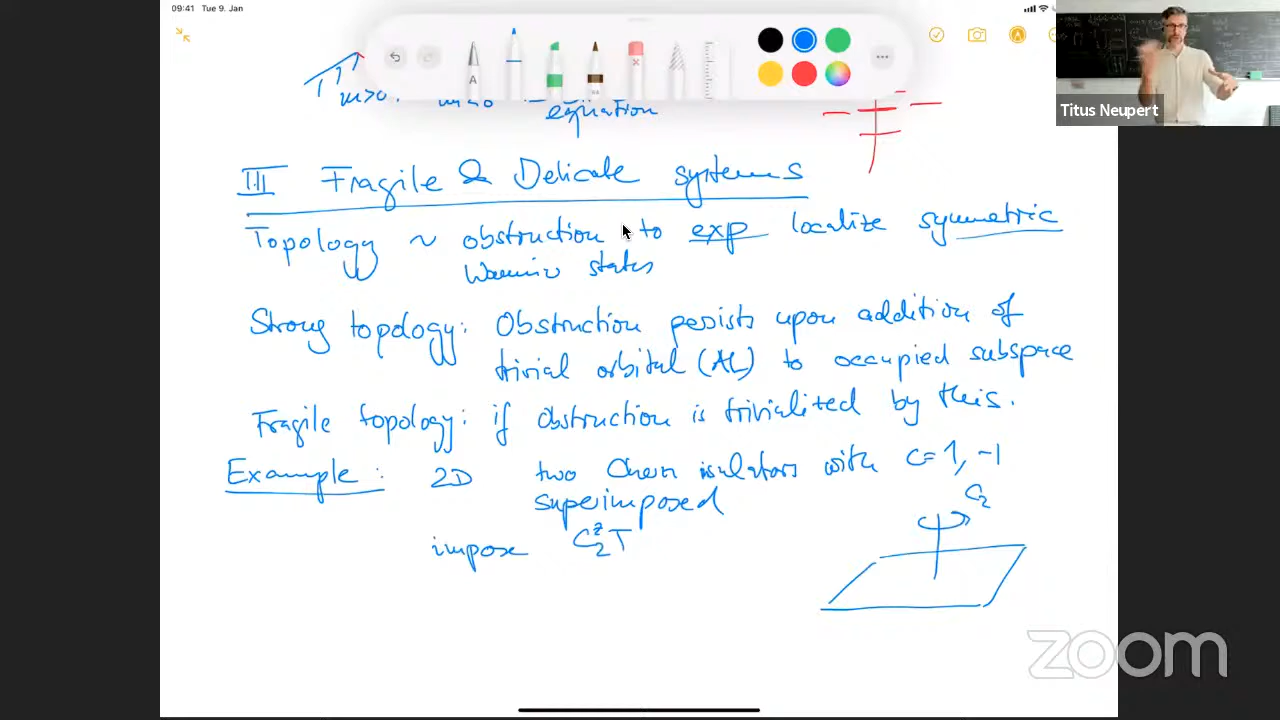 09:41 Tue 9. Jan
Titus Neupert
m>0.
equation
III Fragile & Delicate systems
Topology ~ obstruction to exp localize symmetric
Wannier states
Strong topology: Obstruction persists upon addition of
trivial orbital (AL) to occupied subspace
Fragile topology: if obstruction is trivialized by this.
Example: 2D two Chern insulators with C=1, -1
superimposed
C2
impose C2^z T
zoom